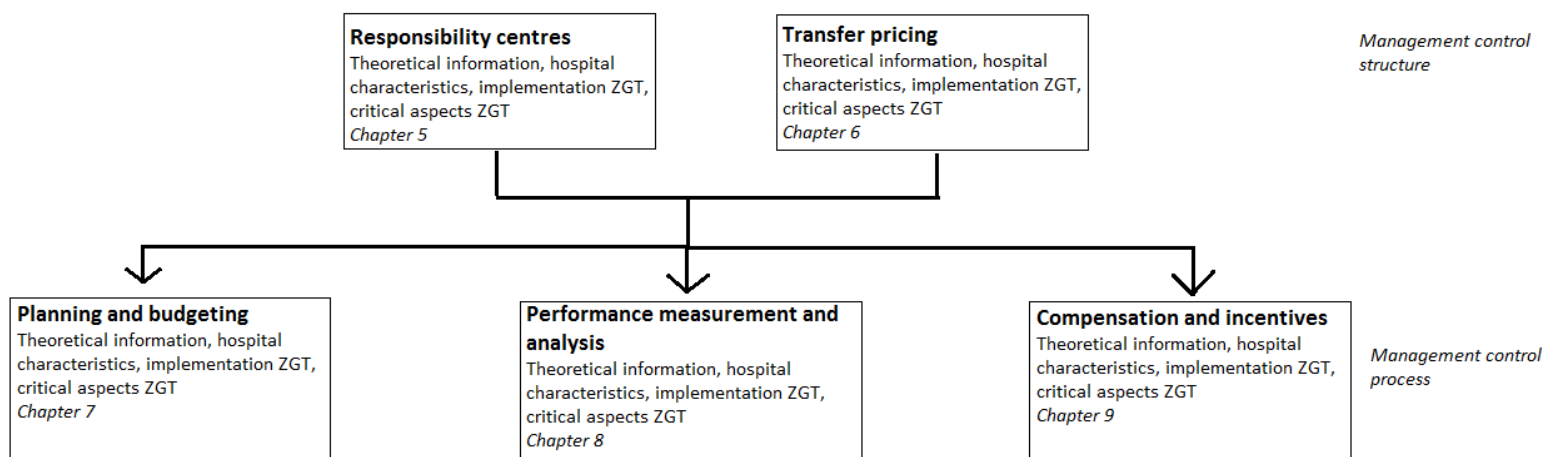 Responsibility centres
Theoretical information, hospital
characteristics, implementation ZGT,
critical aspects ZGT
Chapter 5
Transfer pricing
Theoretical information, hospital
characteristics, implementation ZGT,
critical aspects ZGT
Chapter 6
Management control
structure
Planning and budgeting
Theoretical information, hospital
characteristics, implementation ZGT,
critical aspects ZGT
Chapter 7
Performance measurement and
analysis
Theoretical information, hospital
characteristics, implementation ZGT,
critical aspects ZGT
Chapter 8
Compensation and incentives
Theoretical information, hospital
characteristics, implementation ZGT,
critical aspects ZGT
Chapter 9
Management control
process